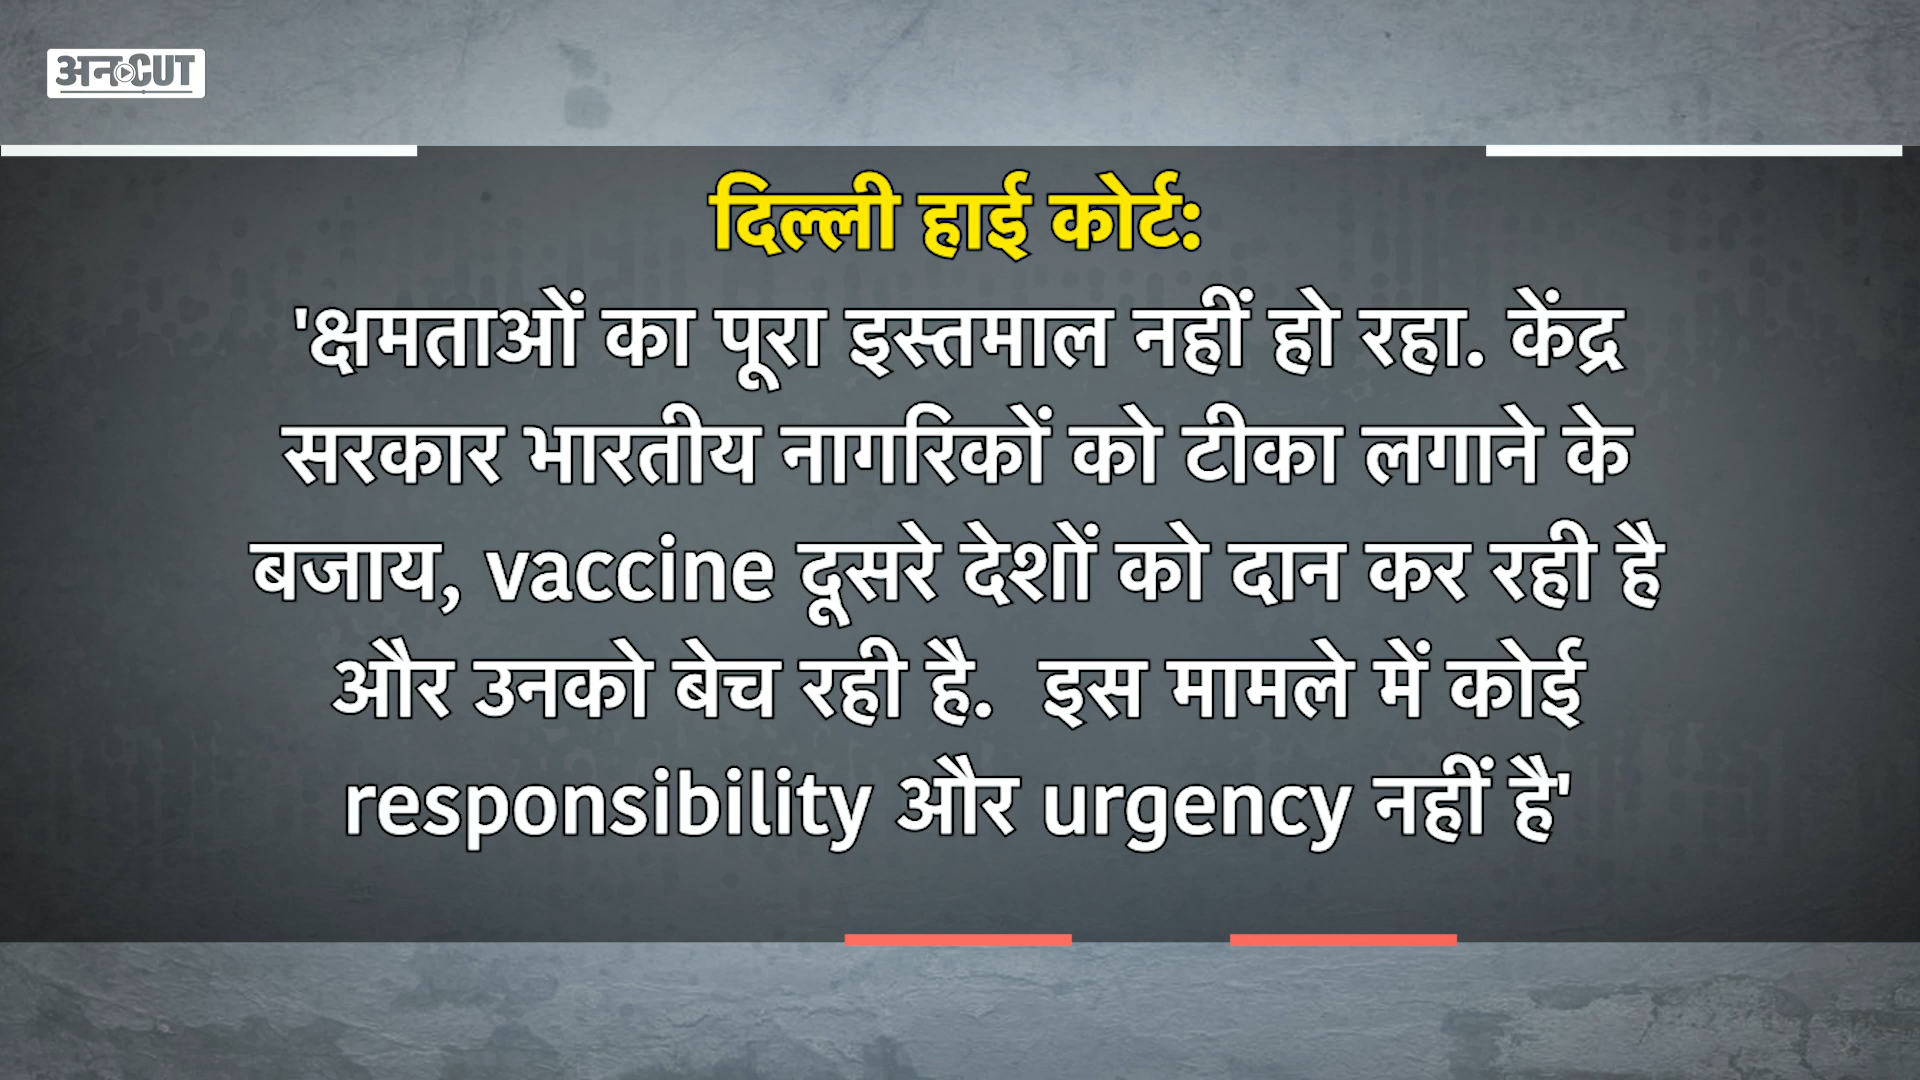 अनCUT
दिल्ली हाई कोर्ट:
'क्षमताओं का पूरा इस्तमाल नहीं हो रहा. केंद्र
सरकार भारतीय नागरिकों को टीका लगाने के
बजाय, vaccine दूसरे देशों को दान कर रही है
और उनको बेच रही है.  इस मामले में कोई
responsibility और urgency नहीं है'